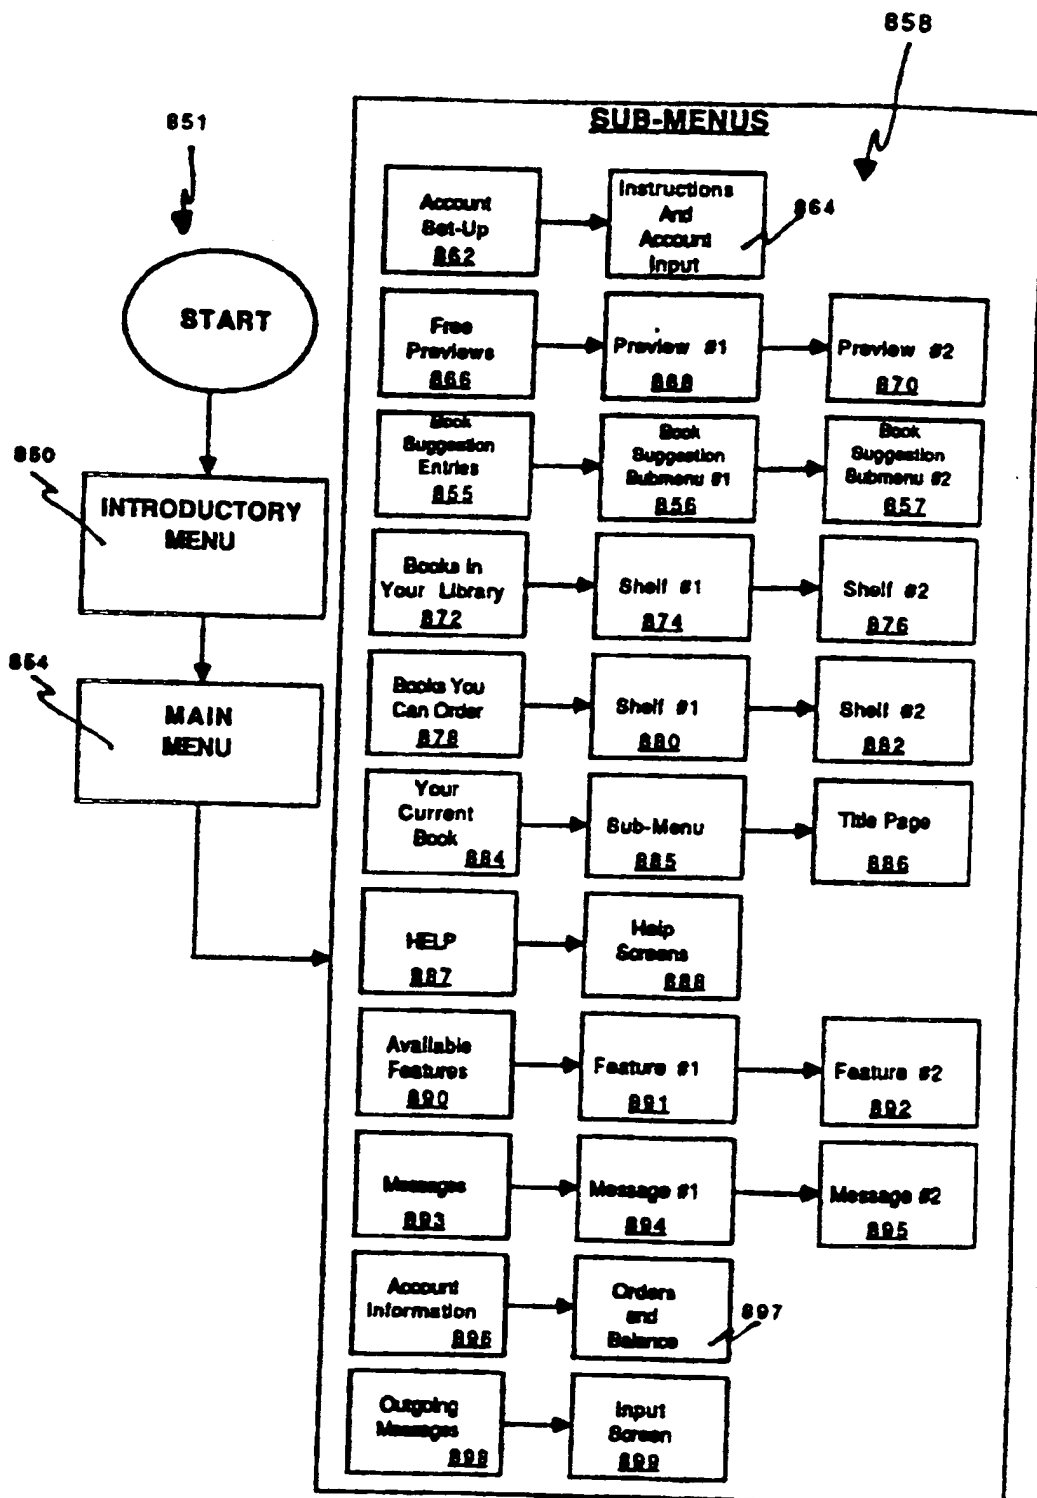 858
851
SUB-MENUS
START
850
INTRODUCTORY
MENU
854
MAIN
MENU
Account
Set-Up
862
Instructions
And
Account
Input
864
Free
Previews
866
Preview #1
868
Preview #2
870
Book
Suggestion
Entries
855
Book
Suggestion
Submenu #1
856
Book
Suggestion
Submenu #2
857
Books In
Your Library
872
Shelf #1
874
Shelf #2
876
Books You
Can Order
878
Shelf #1
880
Shelf #2
882
Your
Current
Book
884
Sub-Menu
885
Title Page
886
HELP
887
Help
Screens
888
Available
Features
890
Feature #1
891
Feature #2
892
Messages
893
Message #1
894
Message #2
895
Account
Information
896
Orders
and
Balance
897
Outgoing
Messages
898
Input
Screen
899